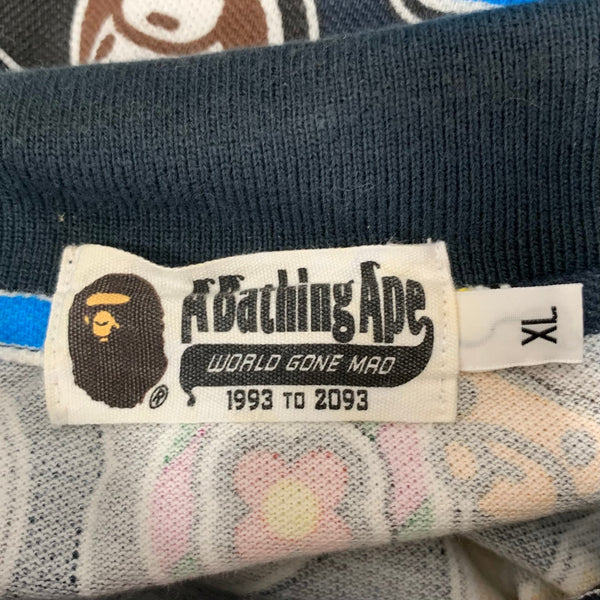 A Bathing Ape
WORLD GONE MAD
1993 TO 2093
®
XL